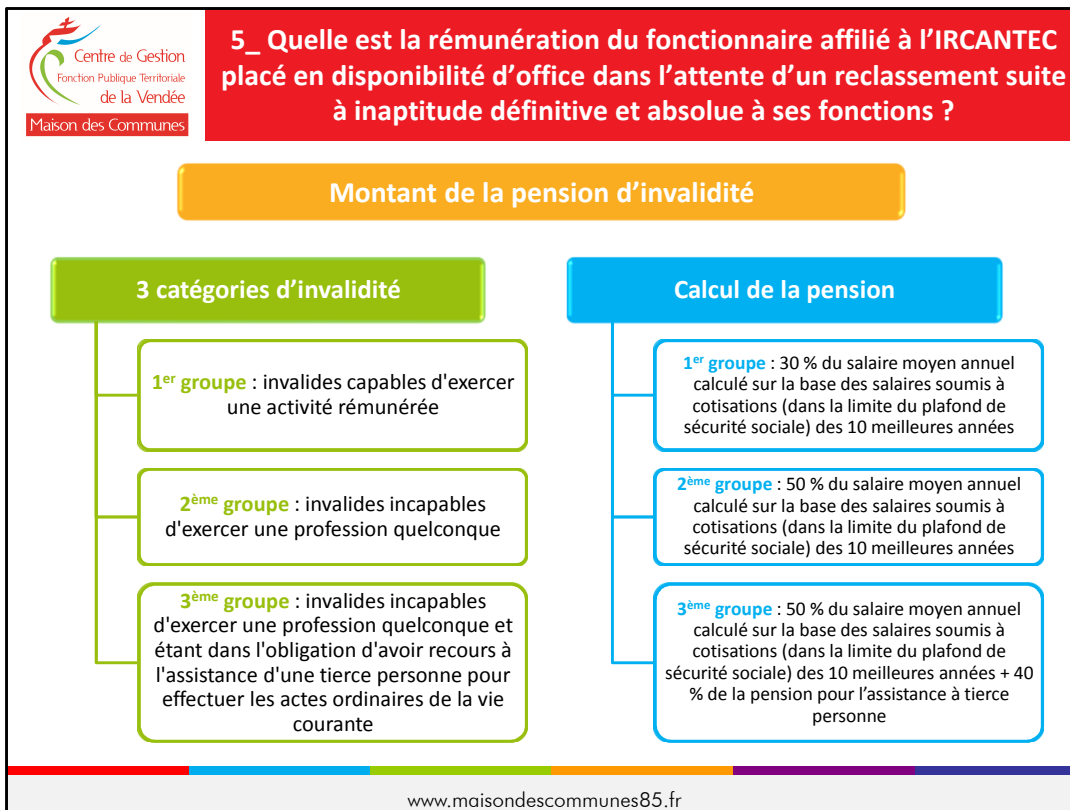 Centre de Gestion
Fonction Publique Territoriale
de la Vendée
Maison des Communes
5_ Quelle est la rémunération du fonctionnaire affilié à l'IRCANTEC
placé en disponibilité d'office dans l'attente d'un reclassement suite
à inaptitude définitive et absolue à ses fonctions ?
Montant de la pension d'invalidité
3 catégories d'invalidité
1er groupe : invalides capables d'exercer
une activité rémunérée
2ème groupe : invalides incapables
d'exercer une profession quelconque
3ème groupe : invalides incapables
d'exercer une profession quelconque et
étant dans l'obligation d'avoir recours à
l'assistance d'une tierce personne pour
effectuer les actes ordinaires de la vie
courante
Calcul de la pension
1er groupe : 30 % du salaire moyen annuel
calculé sur la base des salaires soumis à
cotisations (dans la limite du plafond de
sécurité sociale) des 10 meilleures années
2ème groupe : 50 % du salaire moyen annuel
calculé sur la base des salaires soumis à
cotisations (dans la limite du plafond de
sécurité sociale) des 10 meilleures années
3ème groupe : 50 % du salaire moyen annuel
calculé sur la base des salaires soumis à
cotisations (dans la limite du plafond de
sécurité sociale) des 10 meilleures années + 40
% de la pension pour l'assistance à tierce
personne
www.maisondescommunes85.fr